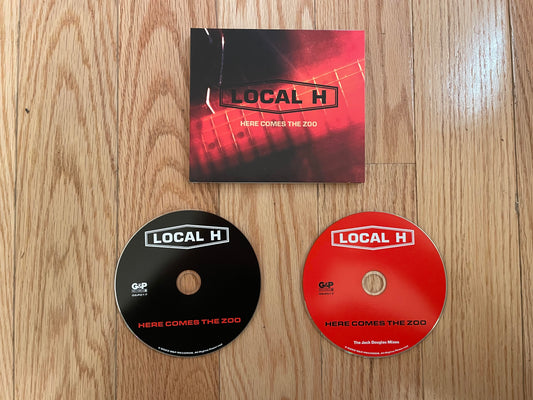 LOCAL H
HERE COMES THE ZOO
LOCAL H
G&P
HERE COMES THE ZOO
LOCAL H
G&P
HERE COMES THE ZOO
The Jack Douglas Mixes